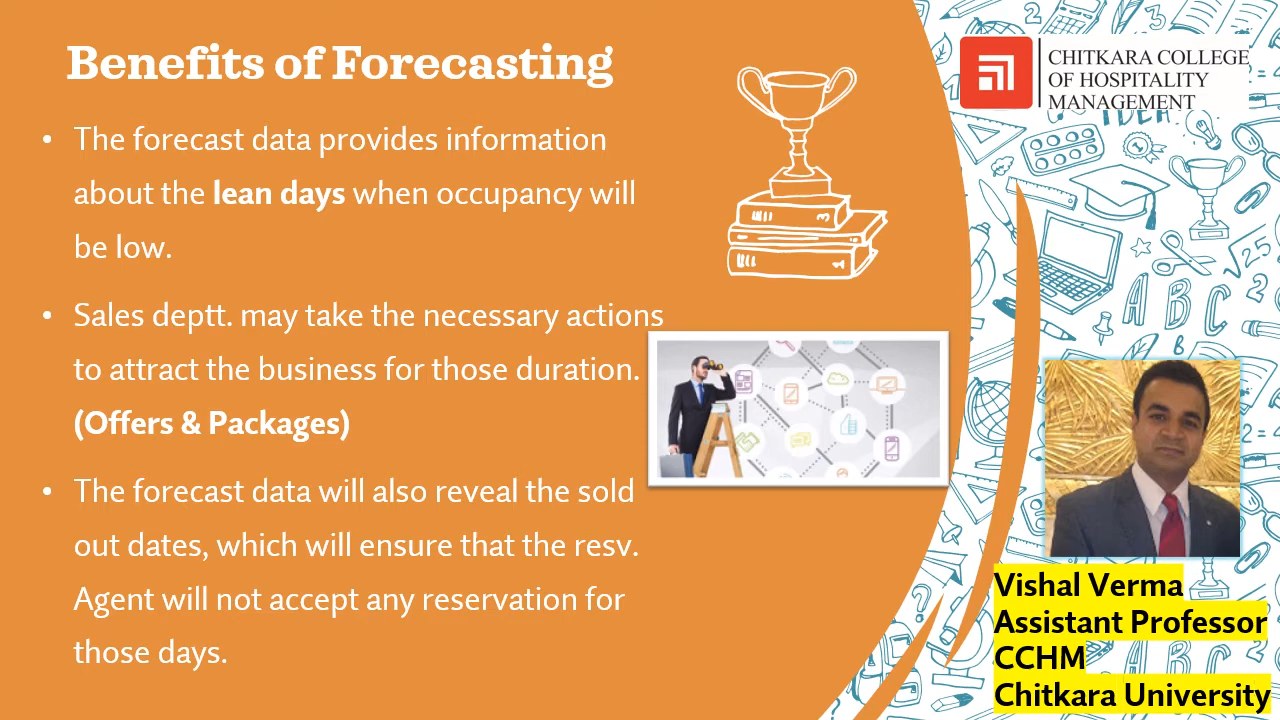 Benefits of Forecasting
• The forecast data provides information
about the lean days when occupancy will
be low.
• Sales deptt. may take the necessary actions
to attract the business for those duration.
(Offers & Packages)
• The forecast data will also reveal the sold
out dates, which will ensure that the resv.
Agent will not accept any reservation for
those days.
CHITKARA COLLEGE
OF HOSPITALITY
MANAGEMENT
Vishal Verma
Assistant Professor
CCHM
Chitkara University